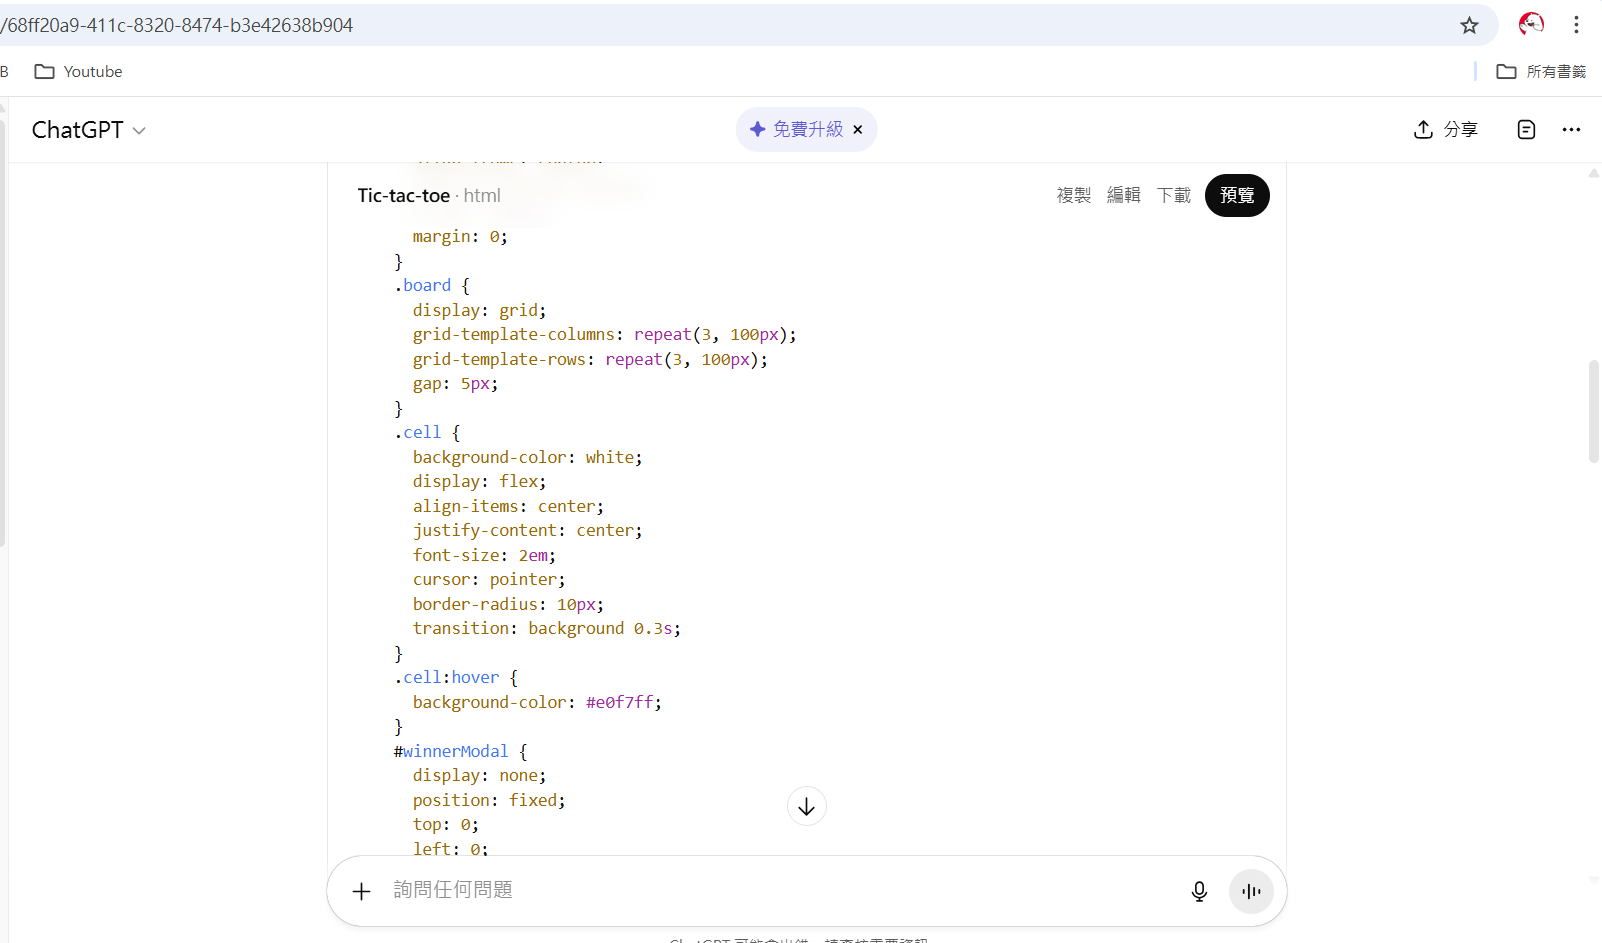 /68ff20a9-411c-8320-8474-b3e42638b904
B Youtube 所有書籤
ChatGPT 免費升級 × 分享
Tic-tac-toe · html 複製 編輯 下載 預覽
margin: 0;
}
.board {
display: grid;
grid-template-columns: repeat(3, 100px);
grid-template-rows: repeat(3, 100px);
gap: 5px;
}
.cell {
background-color: white;
display: flex;
align-items: center;
justify-content: center;
font-size: 2em;
cursor: pointer;
border-radius: 10px;
transition: background 0.3s;
}
.cell:hover {
background-color: #e0f7ff;
}
#winnerModal {
display: none;
position: fixed;
top: 0;
left: 0;
詢問任何問題